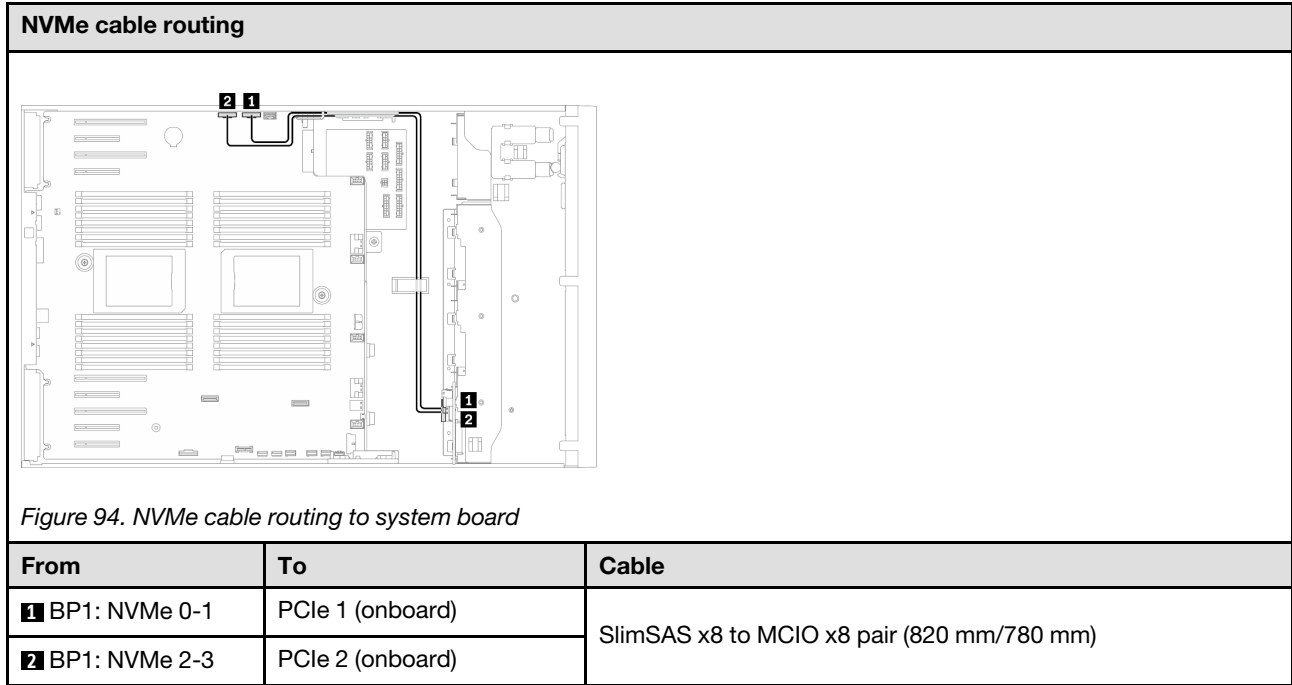 NVMe cable routing
2 1
1
2
Figure 94. NVMe cable routing to system board
From To Cable
1 BP1: NVMe 0-1 PCIe 1 (onboard) SlimSAS x8 to MCIO x8 pair (820 mm/780 mm)
2 BP1: NVMe 2-3 PCIe 2 (onboard)